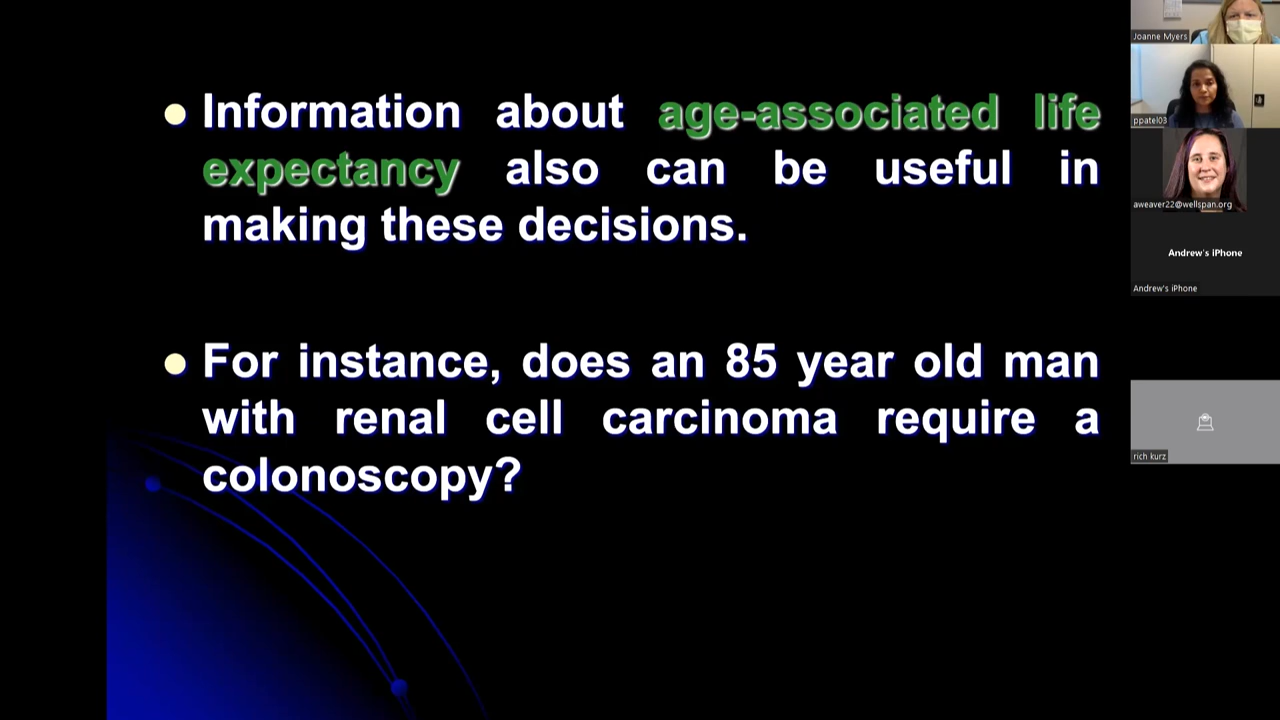 Information about age-associated life
expectancy also can be useful in
making these decisions.
For instance, does an 85 year old man
with renal cell carcinoma require a
colonoscopy?
Joanne Myers
ppatel03
aweaver22@wellspan.org
Andrew's iPhone
Andrew's iPhone
rich kurz